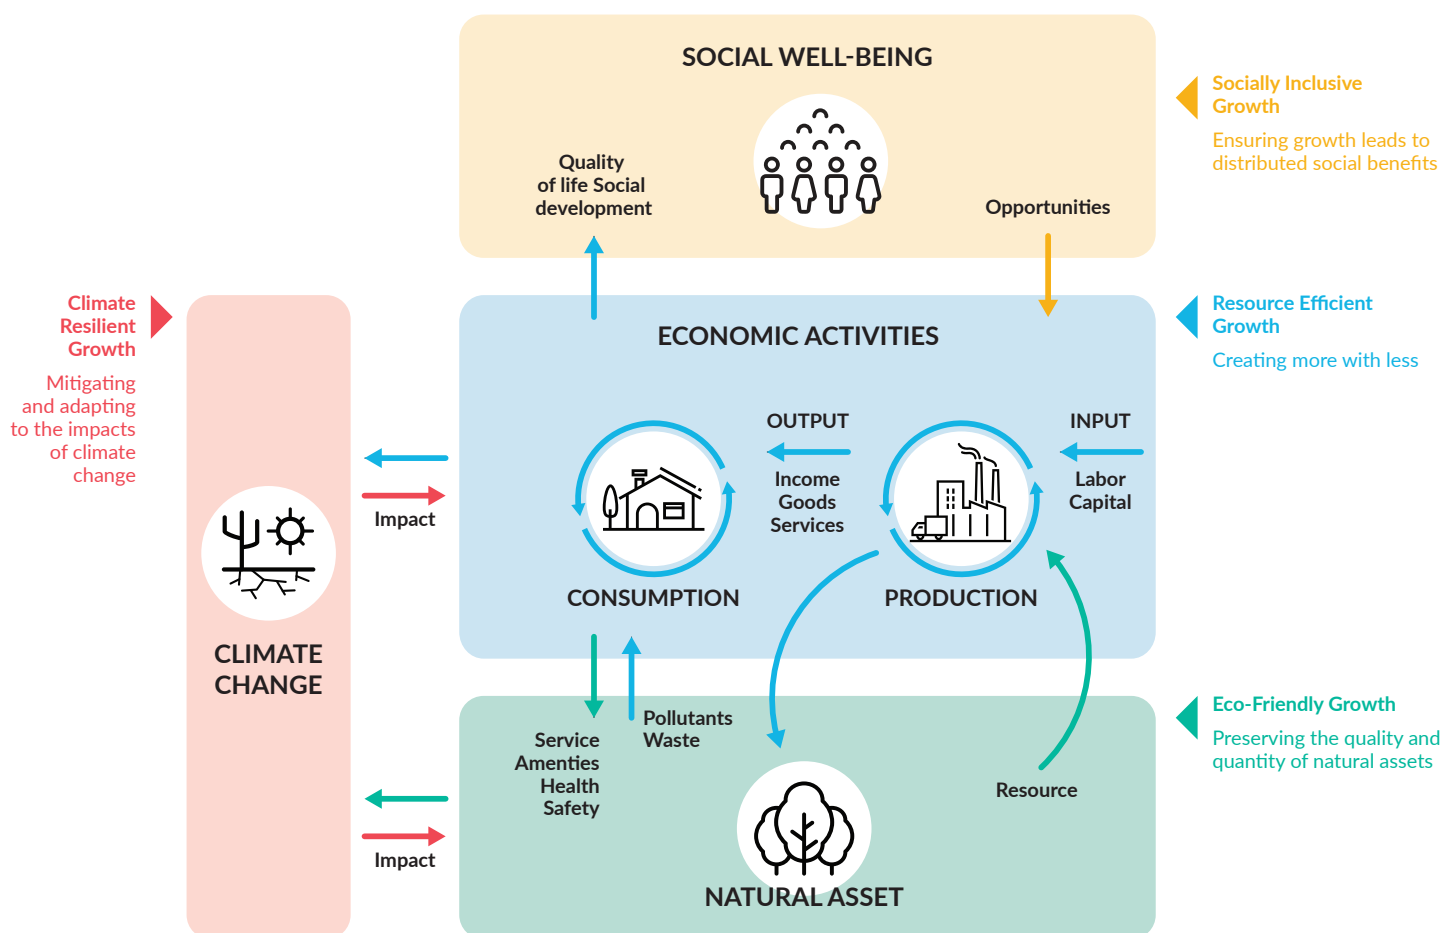 SOCIAL WELL-BEING
Quality
of life Social
development
Opportunities
Socially Inclusive
Growth
Ensuring growth leads to
distributed social benefits
Climate
Resilient
Growth
Mitigating
and adapting
to the impacts
of climate
change
CLIMATE
CHANGE
Impact
Impact
ECONOMIC ACTIVITIES
OUTPUT
Income
Goods
Services
INPUT
Labor
Capital
CONSUMPTION
PRODUCTION
Resource Efficient
Growth
Creating more with less
Pollutants
Waste
Service
Amenties
Health
Safety
Resource
NATURAL ASSET
Eco-Friendly Growth
Preserving the quality and
quantity of natural assets